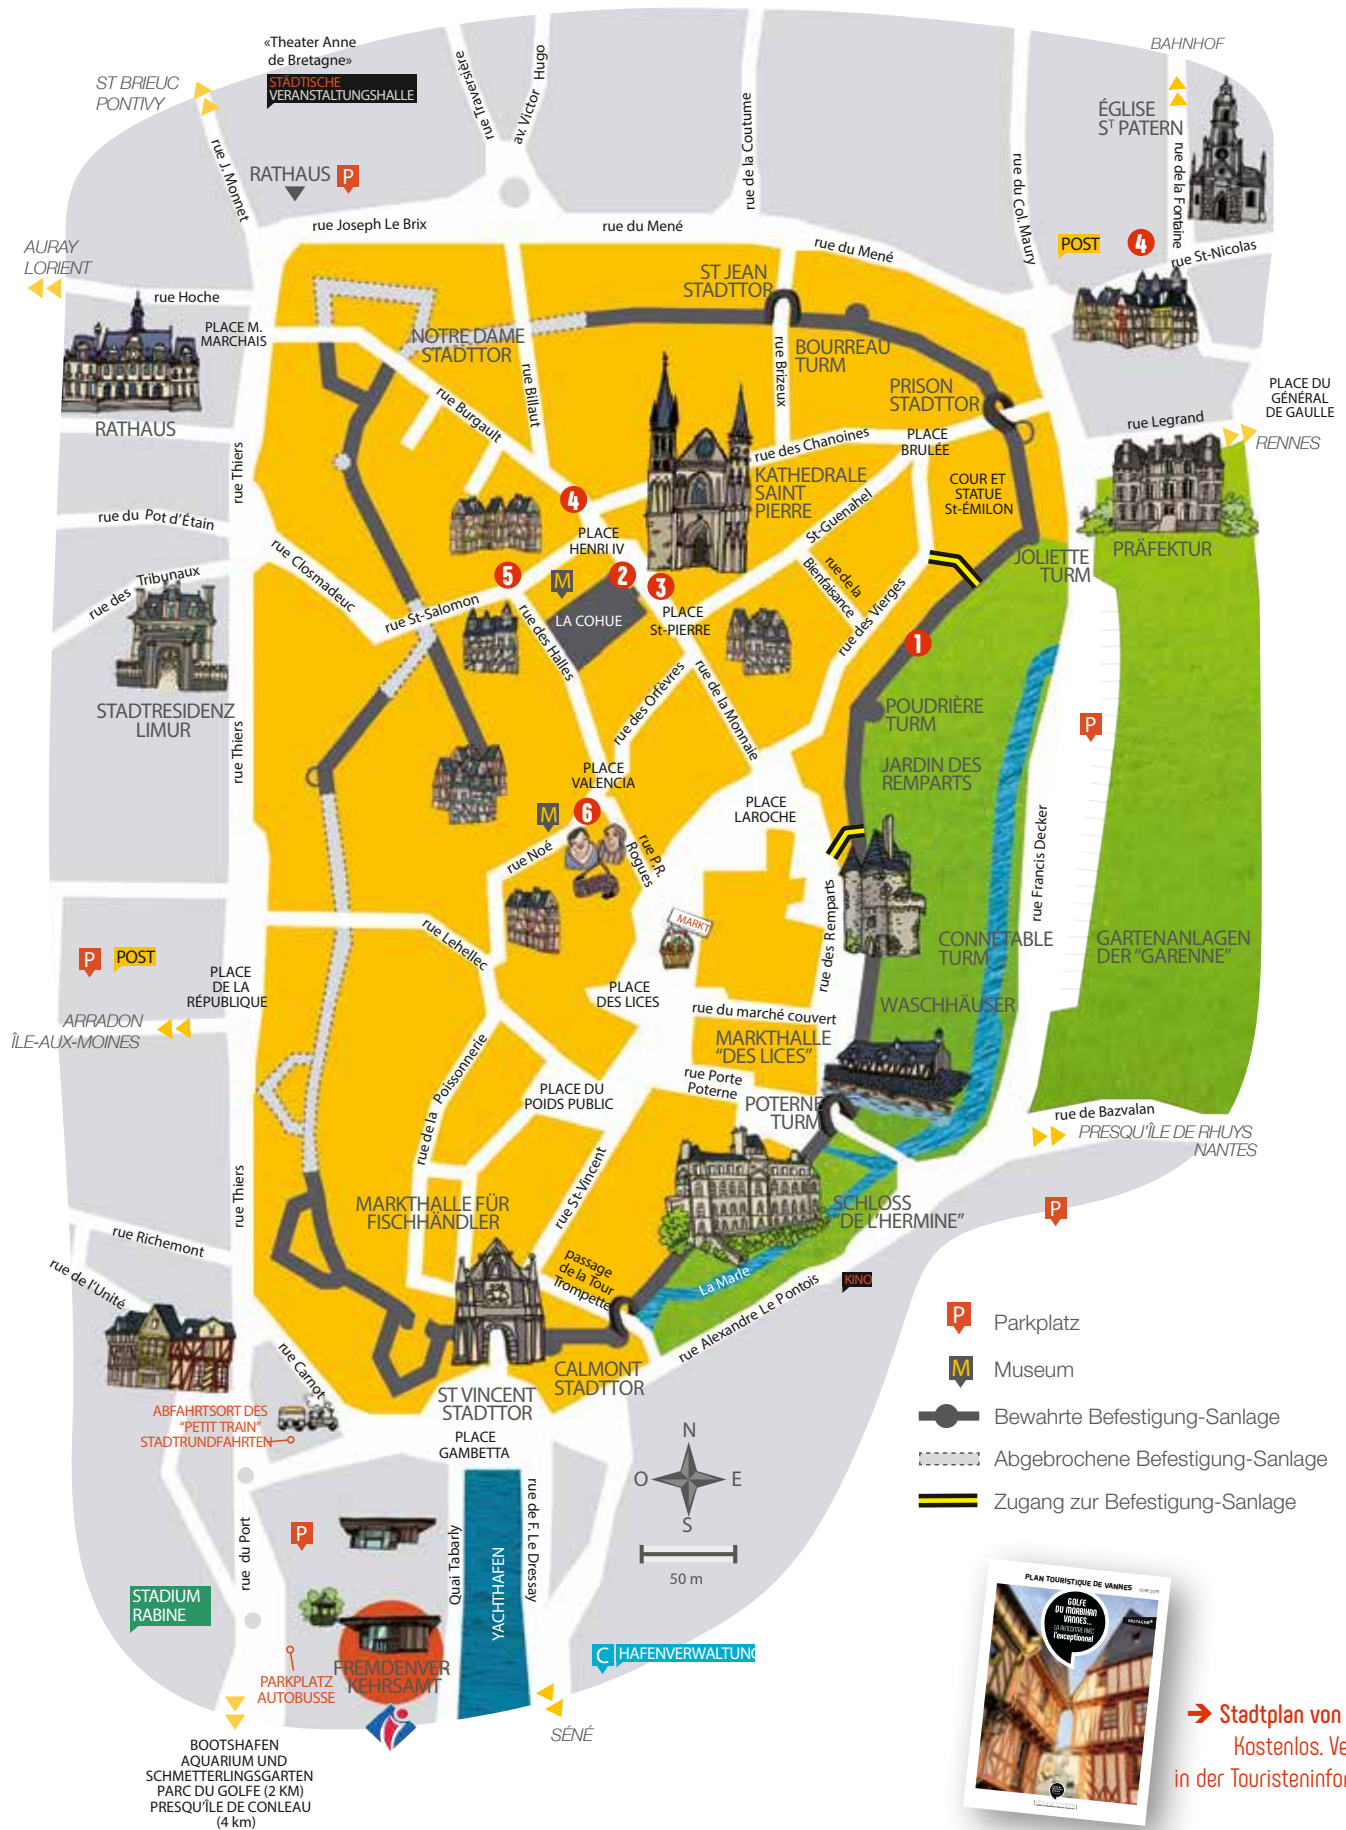 «Theater Anne
de Bretagne»
STÄDTISCHE
VERANSTALTUNGSHALLE
ST BRIEUC
PONTIVY
rue J. Monnet
RATHAUS
P
rue Traversière
av. Victor Hugo
rue de la Coutume
rue du Col. Maury
BAHNHOF
ÉGLISE
ST PATERN
rue de la Fontaine
POST
4
rue St-Nicolas
rue Joseph Le Brix
rue du Mené
rue du Mené
AURAY
LORIENT
rue Hoche
PLACE M.
MARCHAIS
RATHAUS
NOTRE DAME
STADTTOR
ST JEAN
STADTTOR
BOURREAU
TURM
PRISON
STADTTOR
rue Brizeux
rue Billaut
rue Burgault
rue des Chanoines
PLACE
BRULÉE
KATHEDRALE
SAINT
PIERRE
COUR ET
STATUE
St-ÉMILON
PLACE DU
GÉNÉRAL
DE GAULLE
rue Legrand
RENNES
PRÄFEKTUR
JOLIETTE
TURM
rue Thiers
rue du Pot d'Étain
rue des Tribunaux
rue Closmadeuc
rue St-Salomon
4
PLACE
HENRI IV
5
M
2
3
LA COHUE
PLACE
St-PIERRE
St-Guenahel
rue de la
Bienfaisance
rue des Vierges
1
rue des Halles
rue des Orfèvres
rue de la Monnaie
STADTRESIDENZ
LIMUR
rue Thiers
POUDRIÈRE
TURM
P
JARDIN DES
REMPARTS
PLACE
VALENCIA
PLACE
LAROCHE
M
6
rue Noé
rue P.R.
Rogues
rue Francis Decker
rue des Remparts
MARKT
CONNETABLE
TURM
GARTENANLAGEN
DER "GARENNE"
rue Lehellec
P
POST
PLACE
DE LA
RÉPUBLIQUE
PLACE
DES LICES
WASCHHÄUSER
rue du marché couvert
MARKTHALLE
"DES LICES"
ARRADON
ÎLE-AUX-MOINES
rue de la Poissonnerie
PLACE DU
POIDS PUBLIC
rue Porte
Poterne
POTERNE
TURM
rue de Bazvalan
PRESQU'ÎLE DE RHUYS
NANTES
rue Thiers
rue St-Vincent
MARKTHALLE FÜR
FISCHHÄNDLER
SCHLOSS
"DE L'HERMINE"
P
rue Richemont
rue de l'Unité
passage
de la Tour
Trompette
La Marle
KINO
rue Alexandre Le Pontois
rue Carnot
CALMONT
STADTTOR
ST VINCENT
STADTTOR
ABFAHRTSORT DES
"PETIT TRAIN"
STADTRUNDFAHRTEN
PLACE
GAMBETTA
P
Parkplatz
M
Museum
Bewahrte Befestigung-Sanlage
Abgebrochene Befestigung-Sanlage
Zugang zur Befestigung-Sanlage
N
O
E
S
50 m
rue du Port
P
Quai Tabarly
YACHTHAFEN
rue de F. Le Dressay
STADIUM
RABINE
C
HAFENVERWALTUNG
FREMDENVER
KEHRSAMT
PARKPLATZ
AUTOBUSSE
SÉNÉ
BOOTSHAFEN
AQUARIUM UND
SCHMETTERLINGSGARTEN
PARC DU GOLFE (2 KM)
PRESQU'ÎLE DE CONLEAU
(4 km)
PLAN TOURISTIQUE DE VANNES
GOLFE
DU MORBIHAN
VANNES...
LA RENCONTRE AVEC
l'exceptionnel
BRETAGNE
Stadtplan von
Kostenlos. Ve
in der Touristeninfor